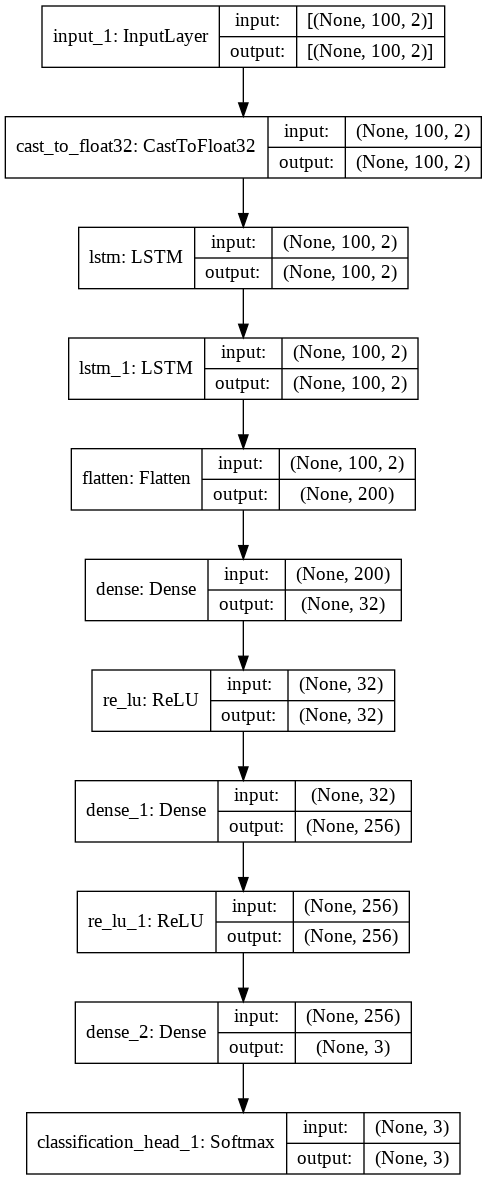 input_1: InputLayer
input: [(None, 100, 2)]
output: [(None, 100, 2)]
cast_to_float32: CastToFloat32
input: (None, 100, 2)
output: (None, 100, 2)
lstm: LSTM
input: (None, 100, 2)
output: (None, 100, 2)
lstm_1: LSTM
input: (None, 100, 2)
output: (None, 100, 2)
flatten: Flatten
input: (None, 100, 2)
output: (None, 200)
dense: Dense
input: (None, 200)
output: (None, 32)
re_lu: ReLU
input: (None, 32)
output: (None, 32)
dense_1: Dense
input: (None, 32)
output: (None, 256)
re_lu_1: ReLU
input: (None, 256)
output: (None, 256)
dense_2: Dense
input: (None, 256)
output: (None, 3)
classification_head_1: Softmax
input: (None, 3)
output: (None, 3)